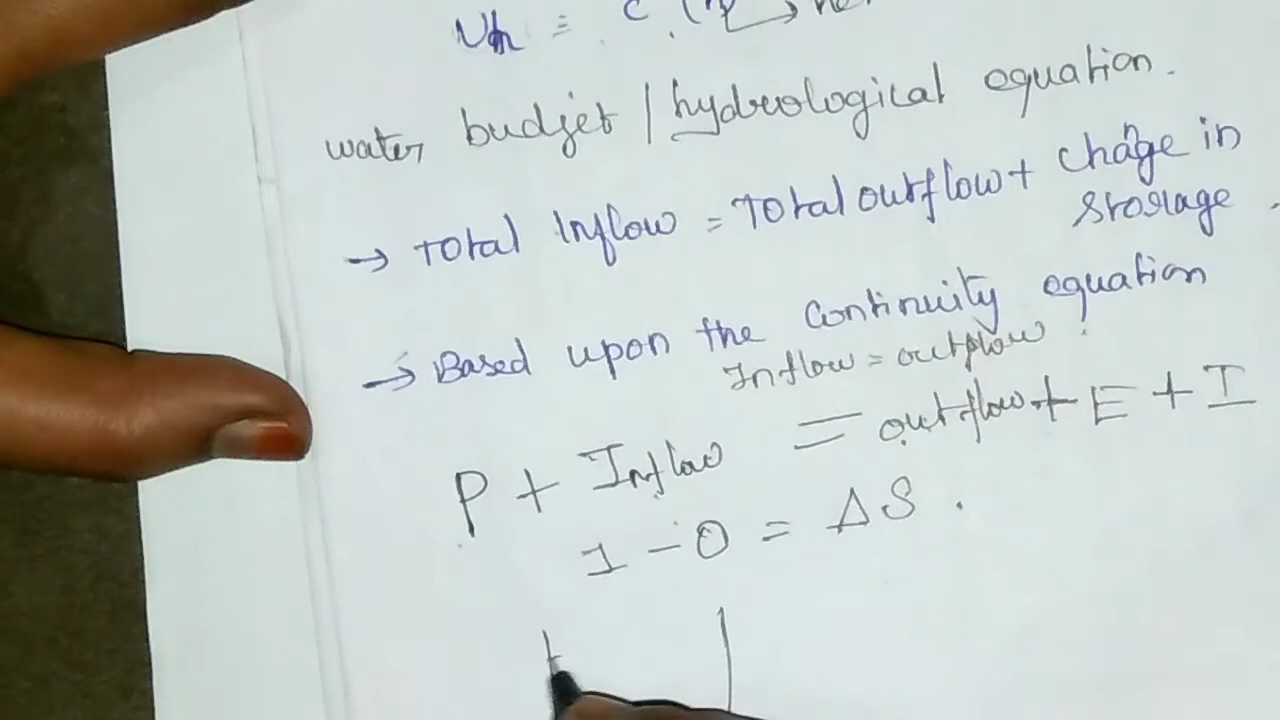 water budjet / hydrological equation.
→ Total Inflow = Total outflow + change in
storage.
→ Based upon the continuity equation
Inflow = outflow
P + Inflow = outflow + E + I
I - O = ΔS.